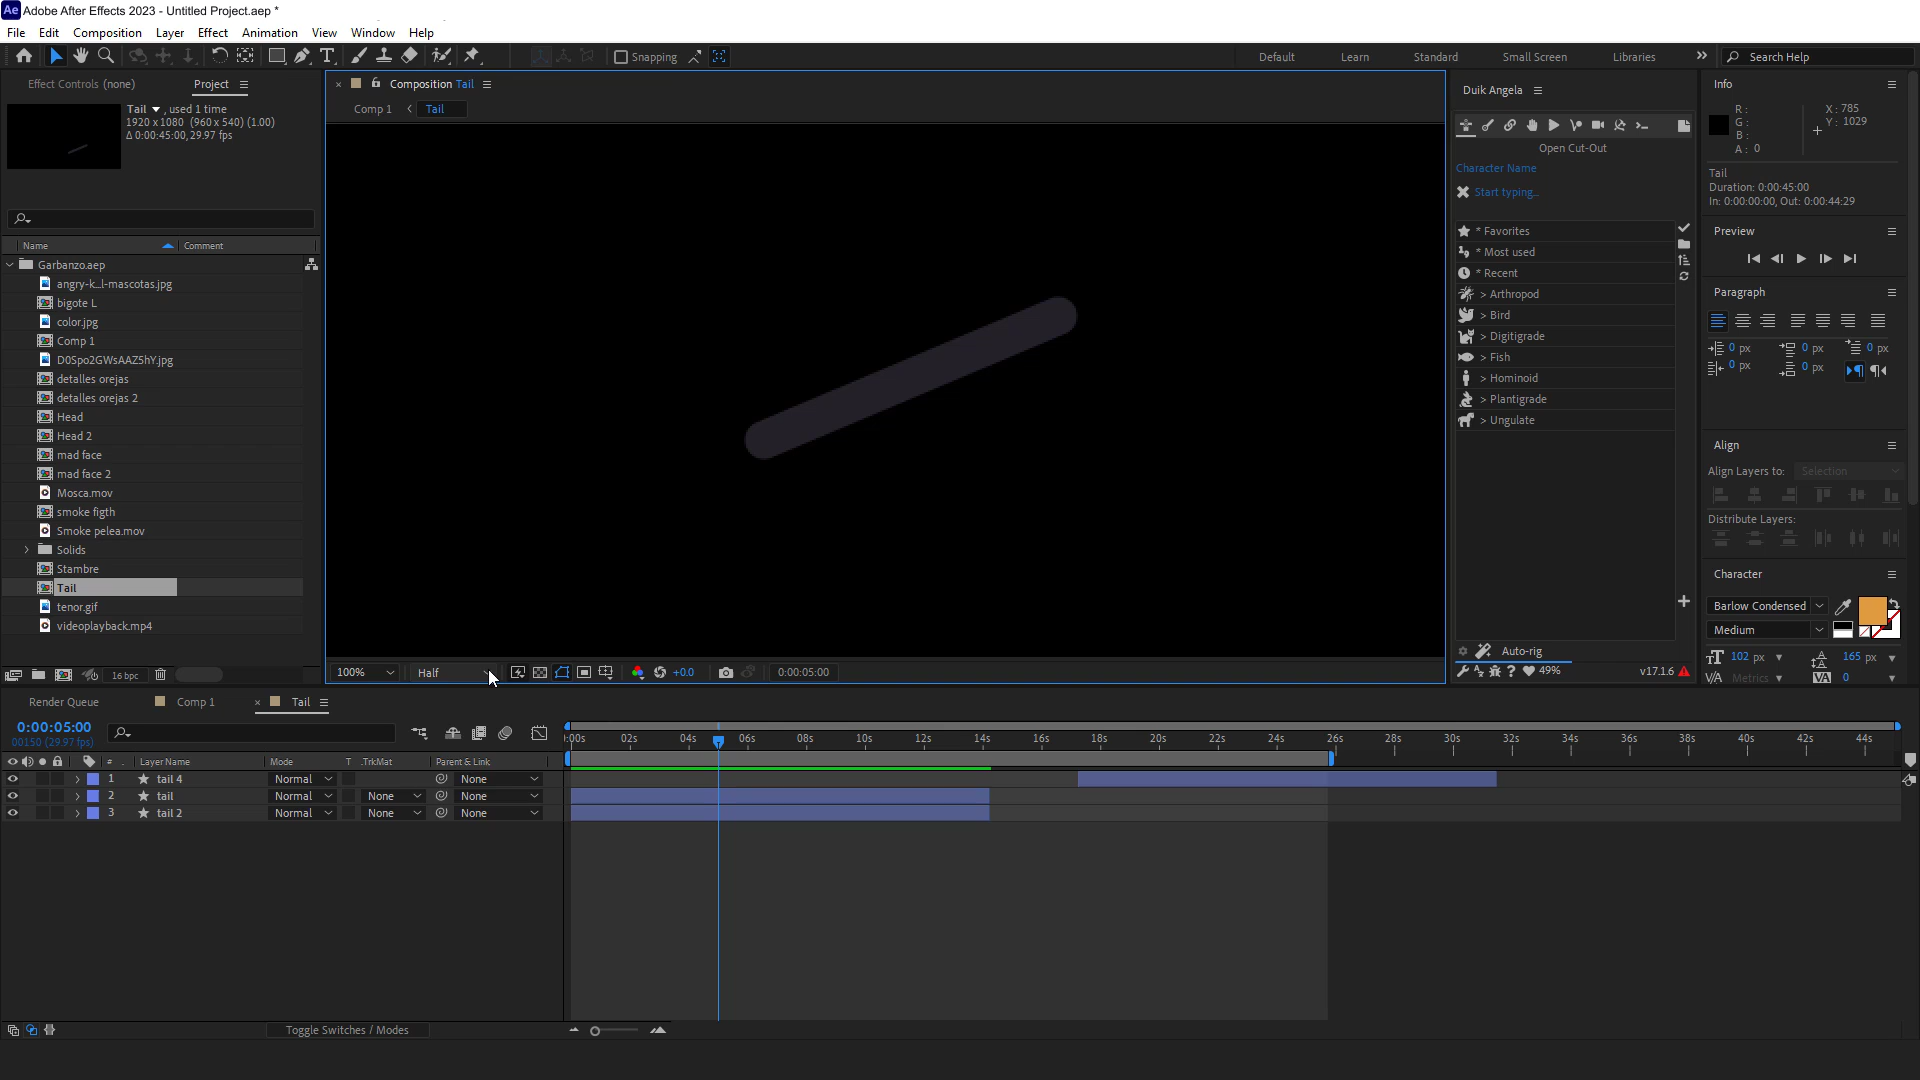 Ae Adobe After Effects 2023 - Untitled Project.aep *
File Edit Composition Layer Effect Animation View Window Help
Snapping
Default Learn Standard Small Screen Libraries
Search Help
Effect Controls (none)
Project
Tail , used 1 time
1920 x 1080 (960 x 540) (1.00)
Δ 0:00:45:00, 29.97 fps
Name Comment
Garbanzo.aep
angry-k...l-mascotas.jpg
bigote L
color.jpg
Comp 1
D0Spo2GWsAAZ5hY.jpg
detalles orejas
detalles orejas 2
Head
Head 2
mad face
mad face 2
Mosca.mov
smoke figth
Smoke pelea.mov
Solids
Stambre
Tail
tenor.gif
videoplayback.mp4
16 bpc
Composition Tail
Comp 1 Tail
100% Half +0.0 0:00:05:00
Duik Angela
Open Cut-Out
Character Name
Start typing...
* Favorites
* Most used
* Recent
> Arthropod
> Bird
> Digitigrade
> Fish
> Hominoid
> Plantigrade
> Ungulate
Auto-rig
49% v17.1.6
Info
R :
G :
B :
A : 0
X : 785
Y : 1029
Tail
Duration: 0:00:45:00
In: 0:00:00:00, Out: 0:00:44:29
Preview
Paragraph
0 px 0 px 0 px
0 px 0 px
Align
Align Layers to: Selection
Distribute Layers:
Character
Barlow Condensed
Medium
102 px 165 px
Metrics 0
Render Queue Comp 1 Tail
0:00:05:00
00150 (29.97 fps)
# Layer Name Mode T .TrkMat Parent & Link
1 tail 4 Normal None
2 tail Normal None None
3 tail 2 Normal None None
):00s 02s 04s 06s 08s 10s 12s 14s 16s 18s 20s 22s 24s 26s 28s 30s 32s 34s 36s 38s 40s 42s 44s
Toggle Switches / Modes